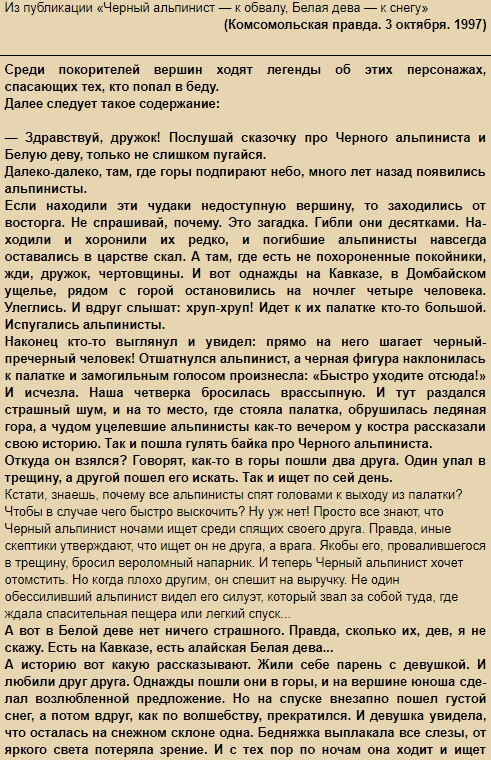 Из публикации «Черный альпинист — к обвалу, Белая дева — к снегу»
(Комсомольская правда. 3 октября. 1997)
Среди покорителей вершин ходят легенды об этих персонажах,
спасающих тех, кто попал в беду.
Далее следует такое содержание:
— Здравствуй, дружок! Послушай сказочку про Черного альпиниста и
Белую деву, только не слишком пугайся.
Далеко-далеко, там, где горы подпирают небо, много лет назад появились
альпинисты.
Если находили эти чудаки недоступную вершину, то заходились от
восторга. Не спрашивай, почему. Это загадка. Гибли они десятками. На-
ходили и хоронили их редко, и погибшие альпинисты навсегда
оставались в царстве скал. А там, где есть не похороненные покойники,
жди, дружок, чертовщины. И вот однажды на Кавказе, в Домбайском
ущелье, рядом с горой остановились на ночлег четыре человека.
Улеглись. И вдруг слышат: хруп-хруп! Идет к их палатке кто-то большой.
Испугались альпинисты.
Наконец кто-то выглянул и увидел: прямо на него шагает черный-
пречерный человек! Отшатнулся альпинист, а черная фигура наклонилась
к палатке и замогильным голосом произнесла: «Быстро уходите отсюда!»
И исчезла. Наша четверка бросилась врассыпную. И тут раздался
страшный шум, и на то место, где стояла палатка, обрушилась ледяная
гора, а чудом уцелевшие альпинисты как-то вечером у костра рассказали
свою историю. Так и пошла гулять байка про Черного альпиниста.
Откуда он взялся? Говорят, как-то в горы пошли два друга. Один упал в
трещину, а другой пошел его искать. Так и ищет по сей день.
Кстати, знаешь, почему все альпинисты спят головами к выходу из палатки?
Чтобы в случае чего быстро выскочить? Ну уж нет! Просто все знают, что
Черный альпинист ночами ищет среди спящих своего друга. Правда, иные
скептики утверждают, что ищет он не друга, а врага. Якобы его, провалившегося
в трещину, бросил вероломный напарник. И теперь Черный альпинист хочет
отомстить. Но когда плохо другим, он спешит на выручку. Не один
обессиливший альпинист видел его силуэт, который звал за собой туда, где
ждала спасительная пещера или легкий спуск...
А вот в Белой деве нет ничего страшного. Правда, сколько их, дев, я не
скажу. Есть на Кавказе, есть алайская Белая дева...
А историю вот какую рассказывают. Жили себе парень с девушкой. И
любили друг друга. Однажды пошли они в горы, и на вершине юноша сде-
лал возлюбленной предложение. Но на спуске внезапно пошел густой
снег, а потом вдруг, как по волшебству, прекратился. И девушка увидела,
что осталась на снежном склоне одна. Бедняжка выплакала все слезы, от
яркого света потеряла зрение. И с тех пор по ночам она ходит и ищет